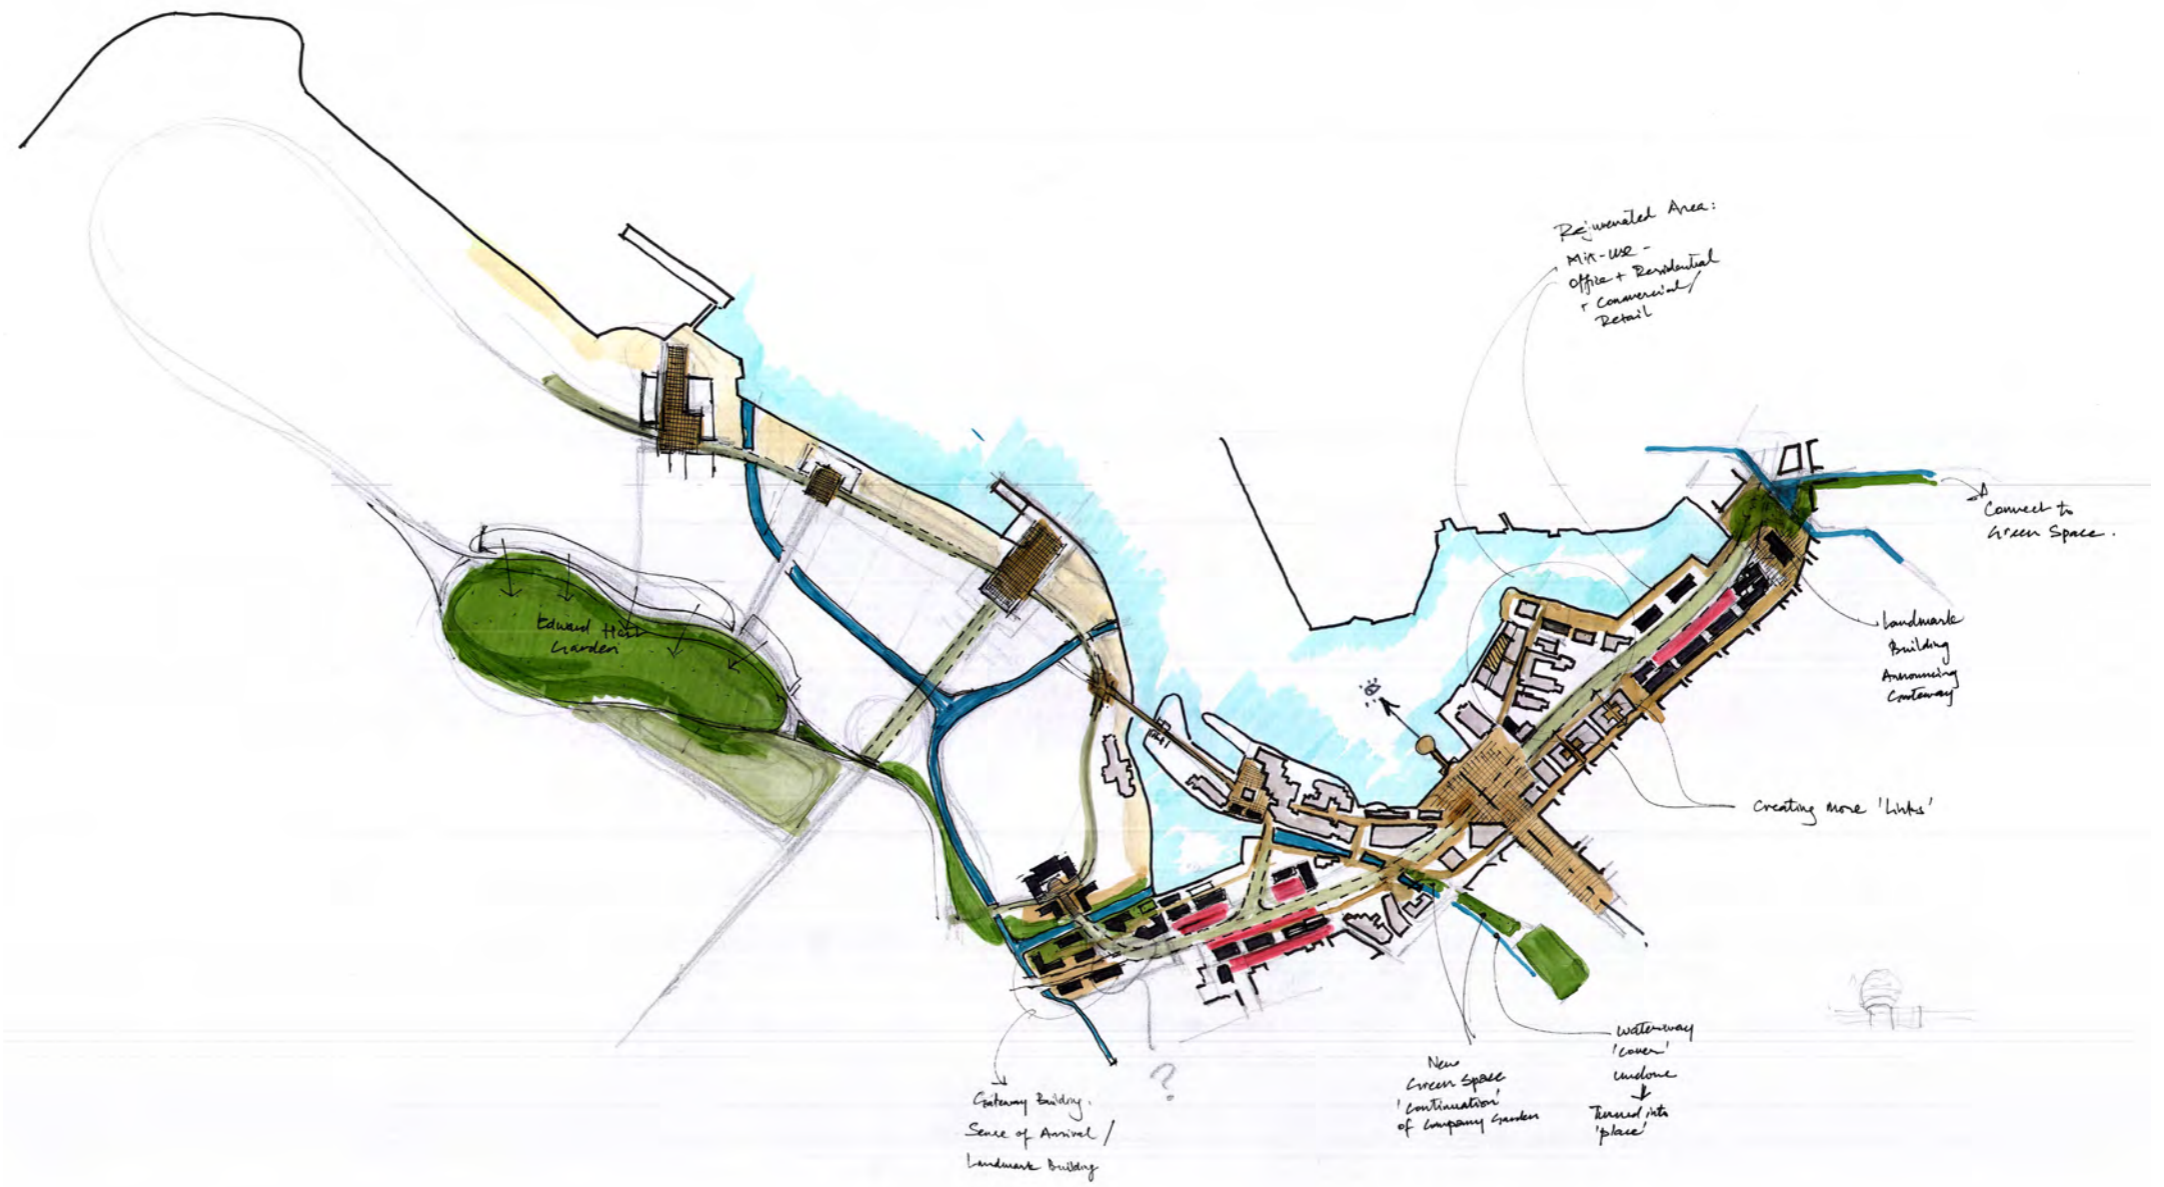 Rejuvenated Area:
Mix-use -
Office + Residential
+ Commercial/
Retail
Connect to
Green Space.
Edward
Garden
Landmark
Building
Announcing
Gateway
Creating more 'Links'
Waterway
'cover'
undone
Turned into
'place'
New
Green Space
'continuation'
of Company Garden
?
Gateway Building.
Sense of Arrival /
Landmark Building